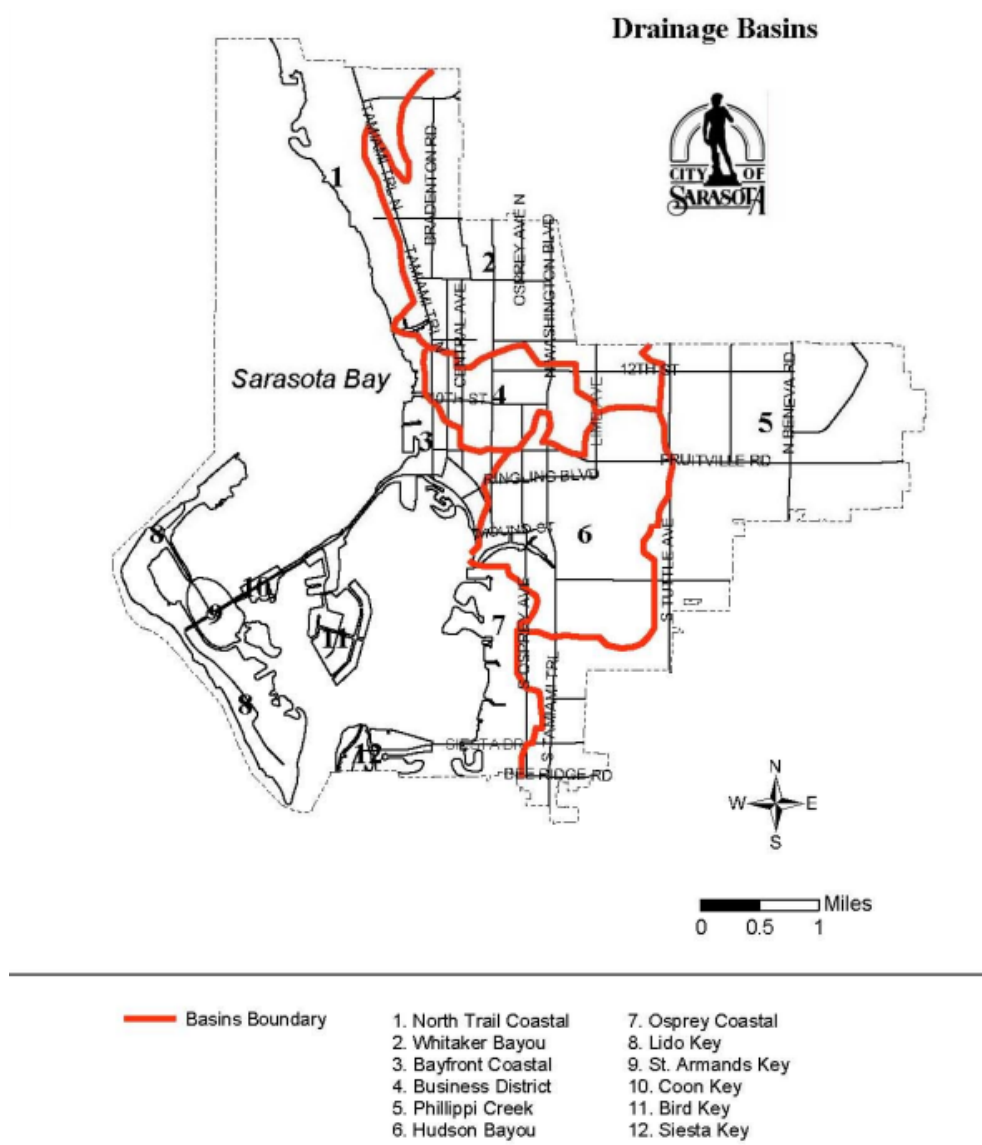 Drainage Basins
CITY OF
SARASOTA
TAMIAMI TRL N
BRADENTON RD
1
OSPREY AVE N
N WASHINGTON BLVD
2
TAMIAMI TRL N
CENTRAL AVE
Sarasota Bay
12TH ST
N BENEVA RD
10TH ST
4
LIME AVE
5
3
FRUITVILLE RD
RINGLING BLVD
8
6
S TUTTLE AVE
10
9
7
11
S OSPREY AVE
8
S TAMIAMI TRL
SIESTA DR
12
BEE RIDGE RD
N
W E
S
Miles
0 0.5 1
Basins Boundary
1. North Trail Coastal
2. Whitaker Bayou
3. Bayfront Coastal
4. Business District
5. Phillippi Creek
6. Hudson Bayou
7. Osprey Coastal
8. Lido Key
9. St. Armands Key
10. Coon Key
11. Bird Key
12. Siesta Key